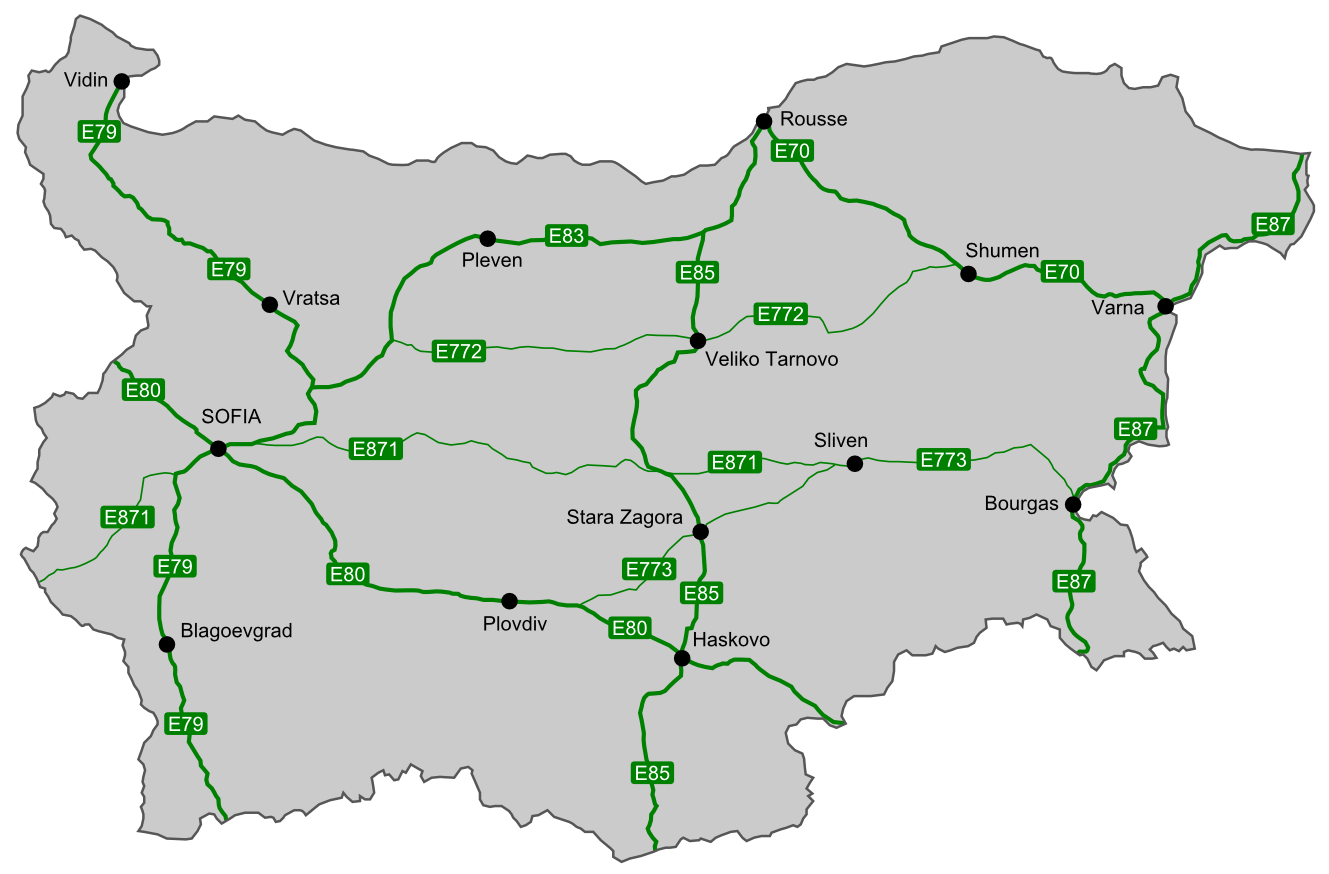 Vidin
Rousse
E79
E70
E87
E83
Pleven
Shumen
E79
E85
E70
Vratsa
Varna
E772
E772
Veliko Tarnovo
E80
SOFIA
E87
Sliven
E871
E871
E773
Bourgas
E871
Stara Zagora
E79
E773
E80
E87
E85
Plovdiv
E80
Blagoevgrad
Haskovo
E79
E85